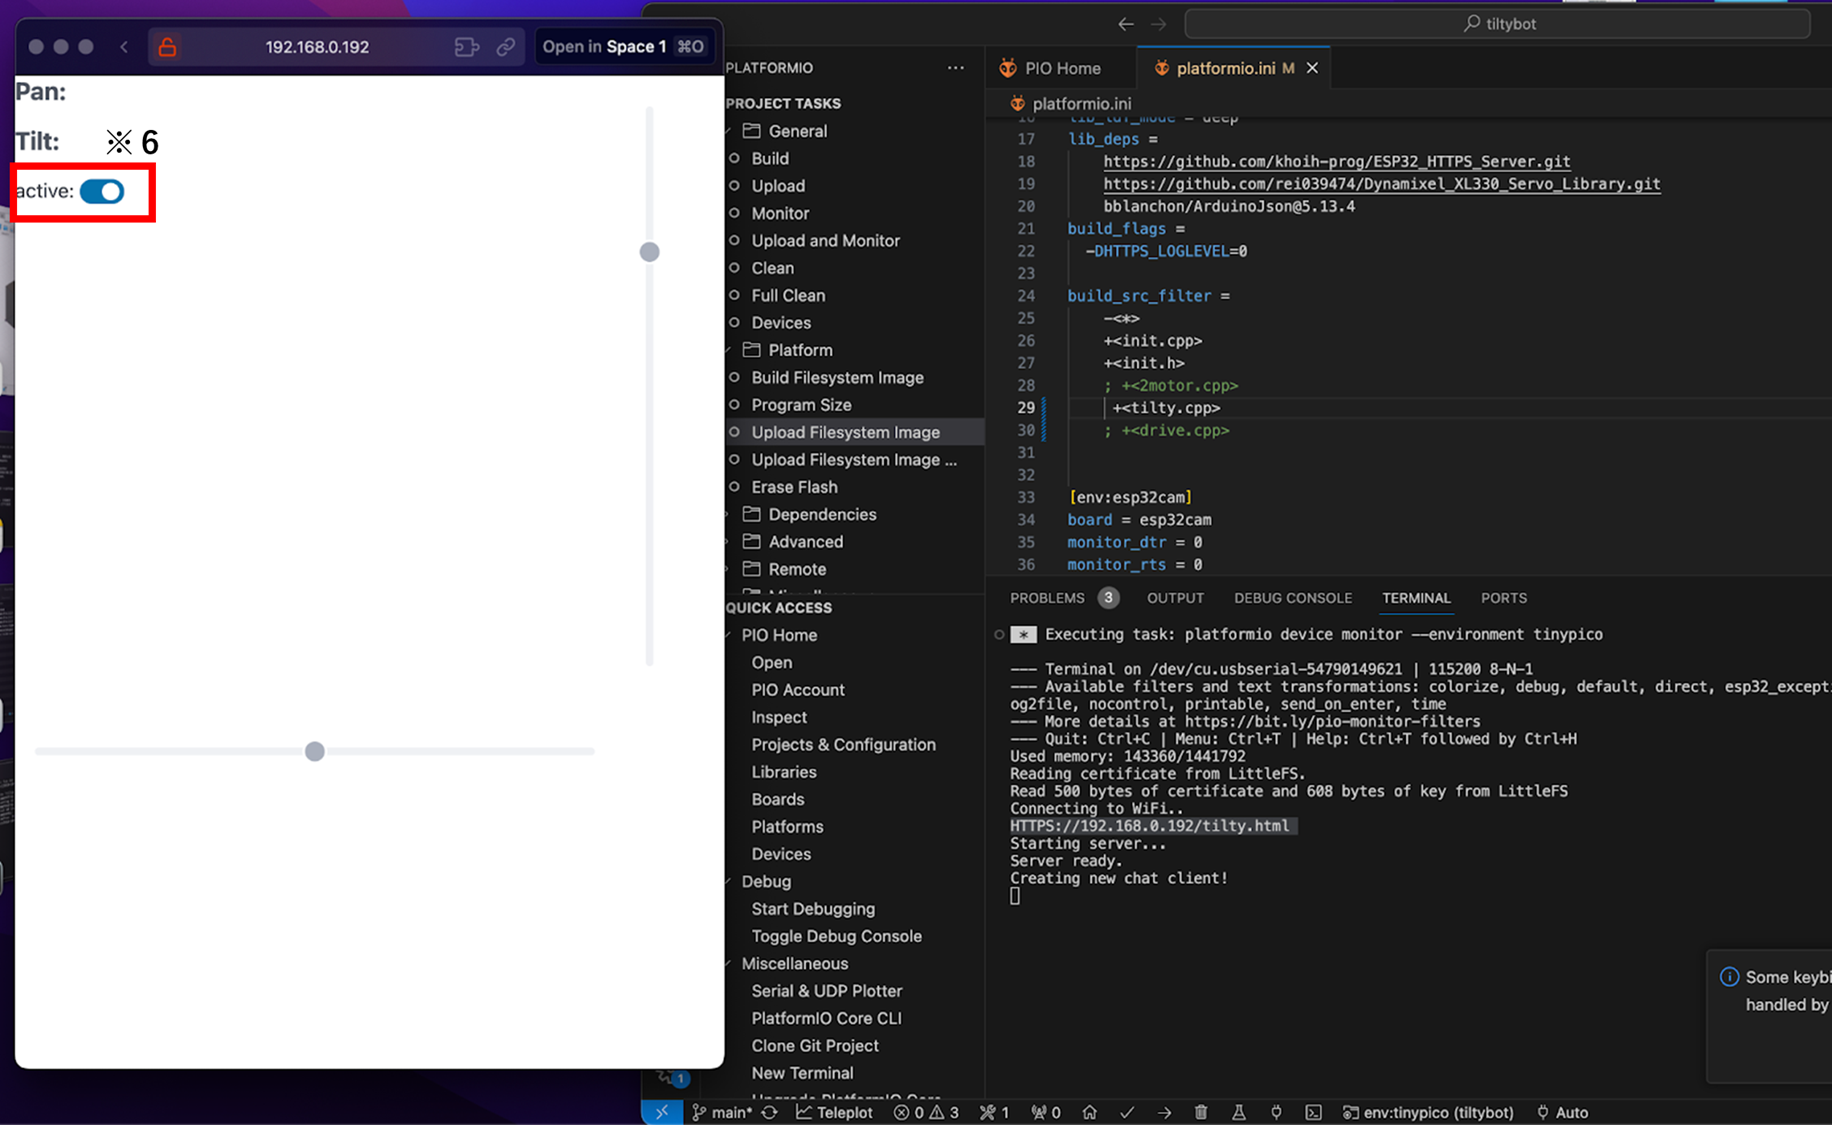 192.168.0.192
Open in Space 1 ⌘O
Pan:
Tilt:
※ 6
active:
tiltybot
PLATFORMIO
PROJECT TASKS
General
Build
Upload
Monitor
Upload and Monitor
Clean
Full Clean
Devices
Platform
Build Filesystem Image
Program Size
Upload Filesystem Image
Upload Filesystem Image ...
Erase Flash
Dependencies
Advanced
Remote
QUICK ACCESS
PIO Home
Open
PIO Account
Inspect
Projects & Configuration
Libraries
Boards
Platforms
Devices
Debug
Start Debugging
Toggle Debug Console
Miscellaneous
Serial & UDP Plotter
PlatformIO Core CLI
Clone Git Project
New Terminal
PIO Home
platformio.ini M
platformio.ini
16 lib_ldf_mode = deep
17 lib_deps =
18 https://github.com/khoih-prog/ESP32_HTTPS_Server.git
19 https://github.com/rei039474/Dynamixel_XL330_Servo_Library.git
20 bblanchon/ArduinoJson@5.13.4
21 build_flags =
22 -DHTTPS_LOGLEVEL=0
23
24 build_src_filter =
25 -<*>
26 +<init.cpp>
27 +<init.h>
28 ; +<2motor.cpp>
29 +<tilty.cpp>
30 ; +<drive.cpp>
31
32
33 [env:esp32cam]
34 board = esp32cam
35 monitor_dtr = 0
36 monitor_rts = 0
PROBLEMS 3 OUTPUT DEBUG CONSOLE TERMINAL PORTS
* Executing task: platformio device monitor --environment tinypico
--- Terminal on /dev/cu.usbserial-54790149621 | 115200 8-N-1
--- Available filters and text transformations: colorize, debug, default, direct, esp32_excepti
og2file, nocontrol, printable, send_on_enter, time
--- More details at https://bit.ly/pio-monitor-filters
--- Quit: Ctrl+C | Menu: Ctrl+T | Help: Ctrl+T followed by Ctrl+H
Used memory: 143360/1441792
Reading certificate from LittleFS.
Read 500 bytes of certificate and 608 bytes of key from LittleFS
Connecting to WiFi..
HTTPS://192.168.0.192/tilty.html
Starting server...
Server ready.
Creating new chat client!
Some keybi
handled by
1
main* Teleplot 0 3 1 0 env:tinypico (tiltybot) Auto